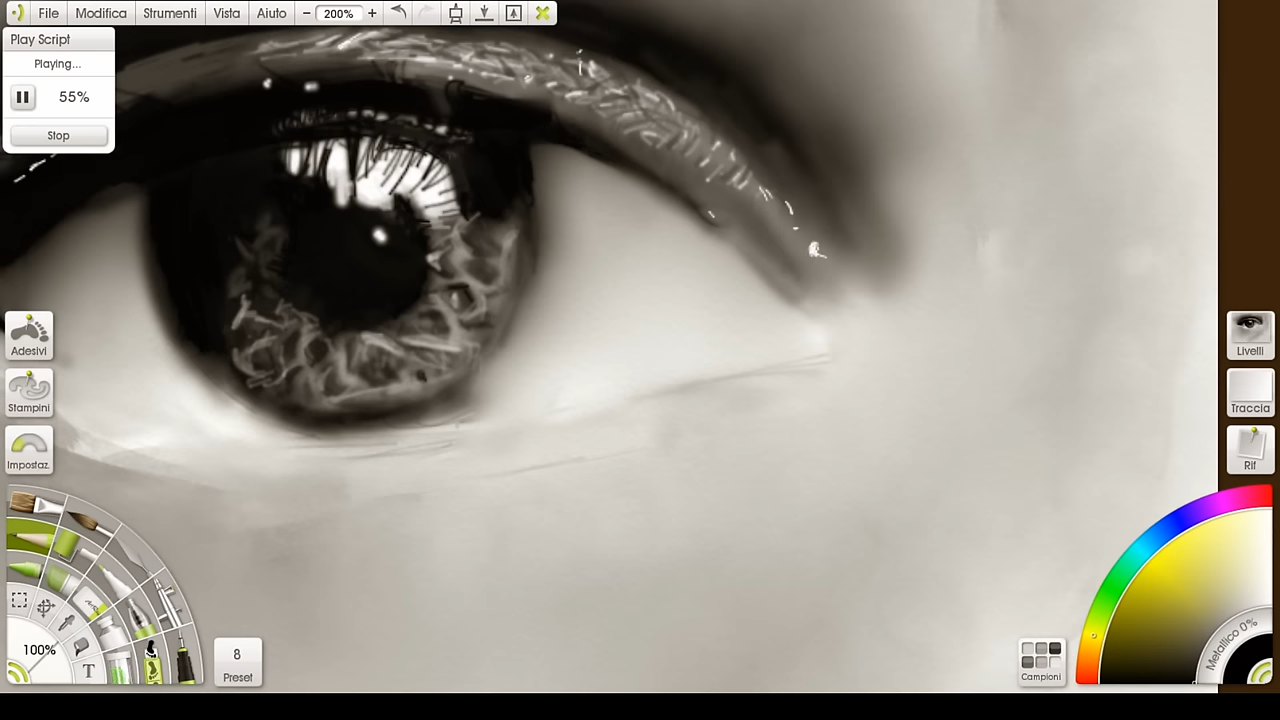 File Modifica Strumenti Vista Aiuto − 200% +
Play Script
Playing...
55%
Stop
Adesivi
Stampini
Impostaz.
100%
T
8
Preset
Livelli
Traccia
Rif
Metallico 0%
Campioni